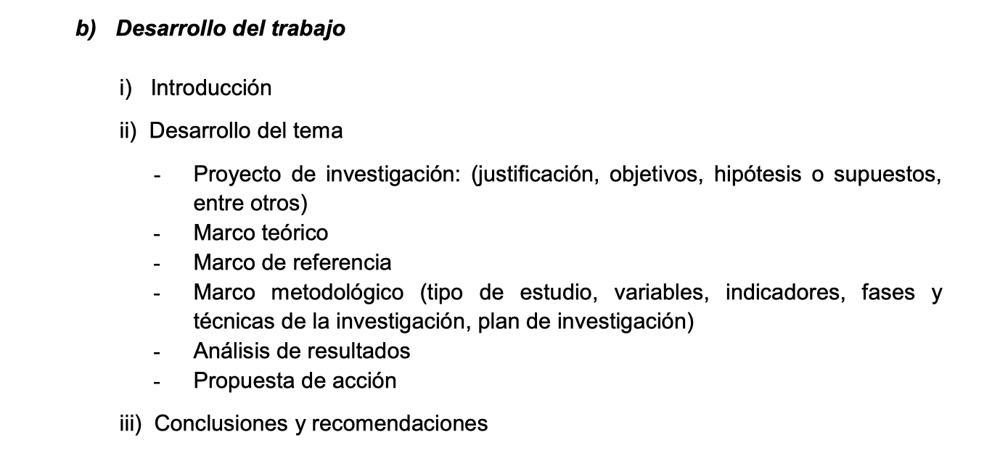 b) Desarrollo del trabajo
i) Introducción
ii) Desarrollo del tema
- Proyecto de investigación: (justificación, objetivos, hipótesis o supuestos,
entre otros)
- Marco teórico
- Marco de referencia
- Marco metodológico (tipo de estudio, variables, indicadores, fases y
técnicas de la investigación, plan de investigación)
- Análisis de resultados
- Propuesta de acción
iii) Conclusiones y recomendaciones